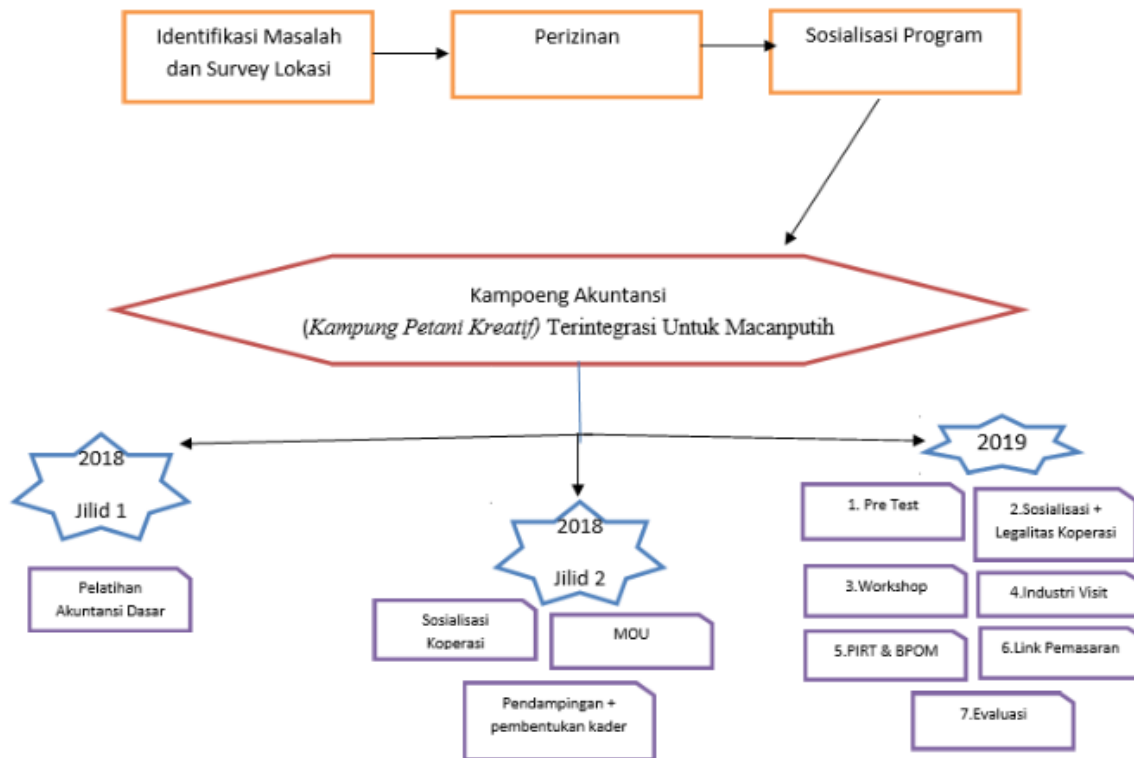 Identifikasi Masalah
dan Survey Lokasi
Perizinan
Sosialisasi Program
Kampoeng Akuntansi
(Kampung Petani Kreatif) Terintegrasi Untuk Macanputih
2018
Jilid 1
Pelatihan
Akuntansi Dasar
2018
Jilid 2
Sosialisasi
Koperasi
MOU
Pendampingan +
pembentukan kader
2019
1. Pre Test
2.Sosialisasi +
Legalitas Koperasi
3.Workshop
4.Industri Visit
5.PIRT & BPOM
6.Link Pemasaran
7.Evaluasi